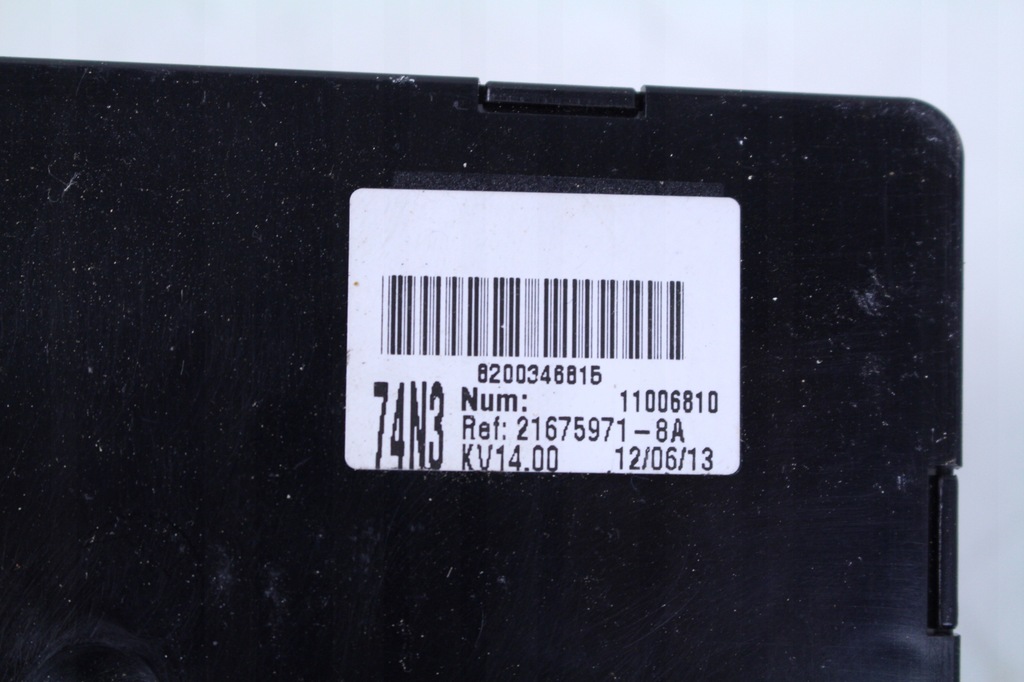 8200346815
74N3
Num: 11006810
Ref: 21675971-8A
KV14.00 12/06/13